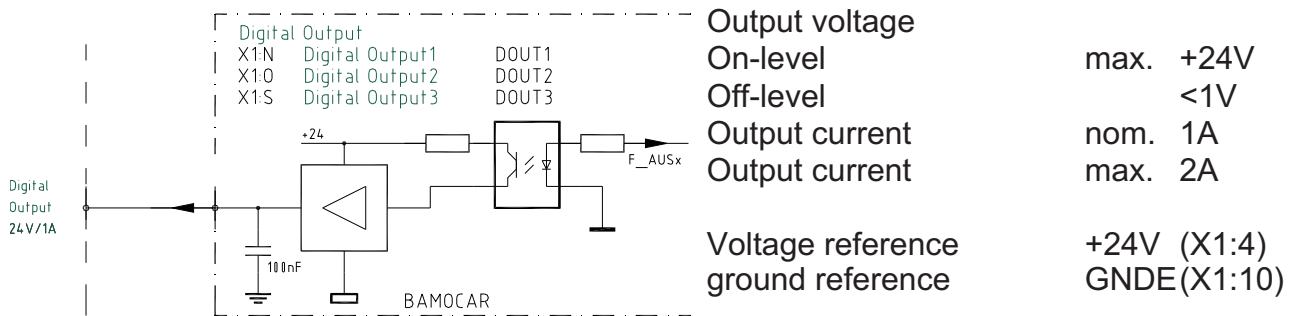 Digital Output
X1:N Digital Output1 DOUT1
X1:O Digital Output2 DOUT2
X1:S Digital Output3 DOUT3
+24
F_AUSx
Digital
Output
24V/1A
100nF
BAMOCAR
Output voltage
On-level max. +24V
Off-level <1V
Output current nom. 1A
Output current max. 2A
Voltage reference +24V (X1:4)
ground reference GNDE(X1:10)